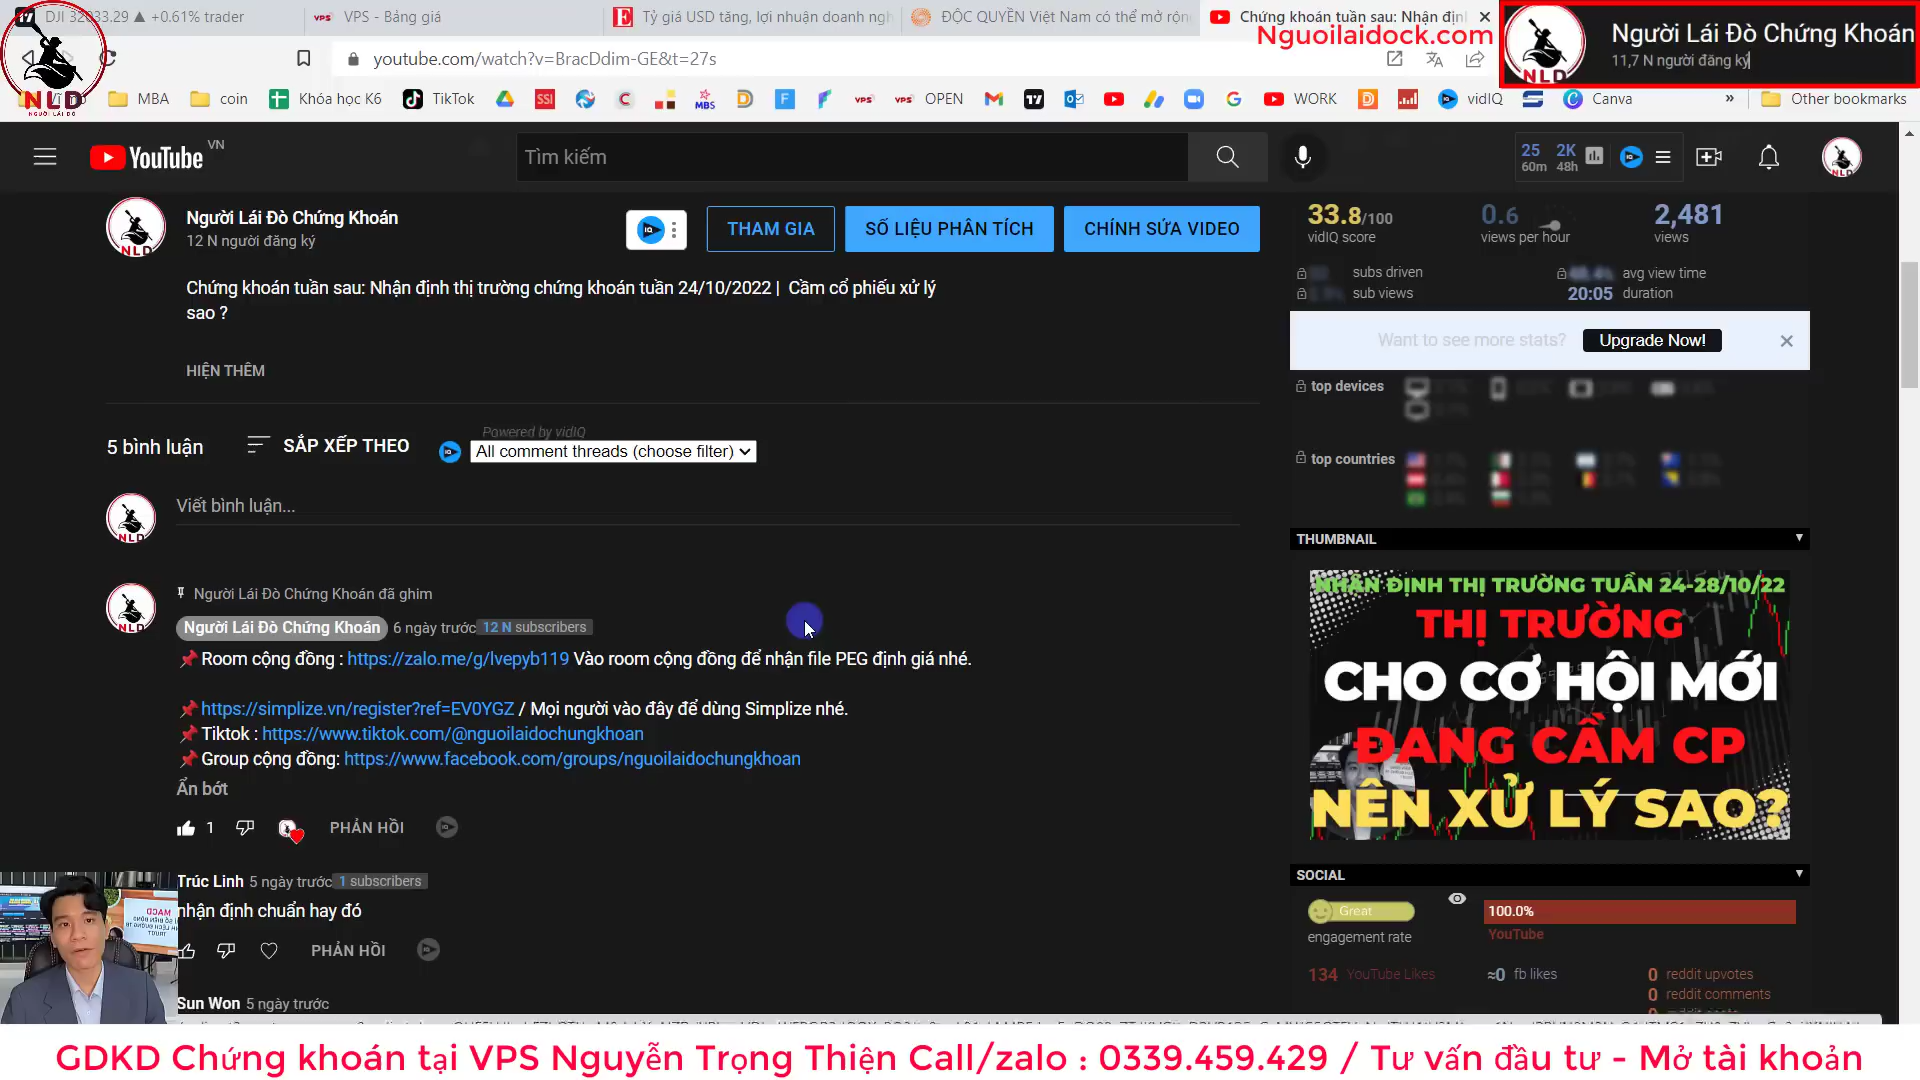 DJI 32033.29 ▲ +0.61% trader
VPS - Bảng giá
Tỷ giá USD tăng, lợi nhuận doanh
ĐỘC QUYỀN Việt Nam có thể mở rộn
Chứng khoán tuần sau: Nhận địn
Nguoilaidock.com
Người Lái Đò Chứng Khoán
11,7 N người đăng ký
youtube.com/watch?v=BracDdim-GE&t=27s
NLD
NGƯỜI LÁI ĐÒ
MBA
coin
Khóa học K6
TikTok
OPEN
WORK
vidIQ
Canva
Other bookmarks
YouTube VN
Tìm kiếm
25 60m
2K 48h
Người Lái Đò Chứng Khoán
12 N người đăng ký
THAM GIA
SỐ LIỆU PHÂN TÍCH
CHỈNH SỬA VIDEO
Chứng khoán tuần sau: Nhận định thị trường chứng khoán tuần 24/10/2022 | Cầm cổ phiếu xử lý
sao ?
HIỆN THÊM
5 bình luận
SẮP XẾP THEO
Powered by vidIQ
All comment threads (choose filter)
Viết bình luận...
Người Lái Đò Chứng Khoán đã ghim
Người Lái Đò Chứng Khoán 6 ngày trước 12 N subscribers
📌 Room cộng đồng : https://zalo.me/g/lvepyb119 Vào room cộng đồng để nhận file PEG định giá nhé.
📌 https://simplize.vn/register?ref=EV0YGZ / Mọi người vào đây để dùng Simplize nhé.
📌 Tiktok : https://www.tiktok.com/@nguoilaidochungkhoan
📌 Group cộng đồng: https://www.facebook.com/groups/nguoilaidochungkhoan
Ẩn bớt
1
PHẢN HỒI
Trúc Linh 5 ngày trước 1 subscribers
nhận định chuẩn hay đó
PHẢN HỒI
Sun Won 5 ngày trước
33.8/100
vidIQ score
0.6
views per hour
2,481
views
subs driven
avg view time
sub views
20:05 duration
Want to see more stats?
Upgrade Now!
top devices
top countries
THUMBNAIL
NHẬN ĐỊNH THỊ TRƯỜNG TUẦN 24-28/10/22
THỊ TRƯỜNG
CHO CƠ HỘI MỚI
ĐANG CẦM CP
NÊN XỬ LÝ SAO?
SOCIAL
Great
engagement rate
100.0%
YouTube
134 YouTube Likes
≈0 fb likes
0 reddit upvotes
0 reddit comments
GDKD Chứng khoán tại VPS Nguyễn Trọng Thiện Call/zalo : 0339.459.429 / Tư vấn đầu tư - Mở tài khoản